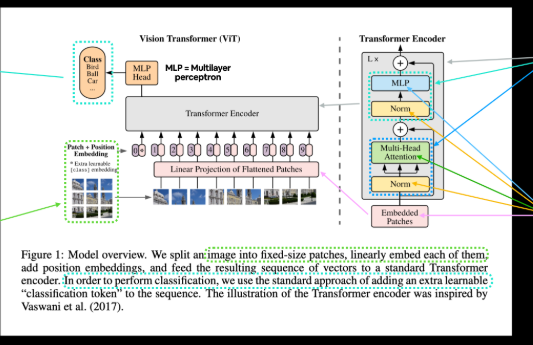 Vision Transformer (ViT)
Transformer Encoder
Class
Bird
Ball
Car
...
MLP
Head
MLP = Multilayer
perceptron
Transformer Encoder
L x
+
MLP
Norm
+
Multi-Head
Attention
Norm
Embedded
Patches
Patch + Position
Embedding
* Extra learnable
[class] embedding
0 * 1 2 3 4 5 6 7 8 9
Linear Projection of Flattened Patches
Figure 1: Model overview. We split an image into fixed-size patches, linearly embed each of them,
add position embeddings, and feed the resulting sequence of vectors to a standard Transformer
encoder. In order to perform classification, we use the standard approach of adding an extra learnable
“classification token” to the sequence. The illustration of the Transformer encoder was inspired by
Vaswani et al. (2017).